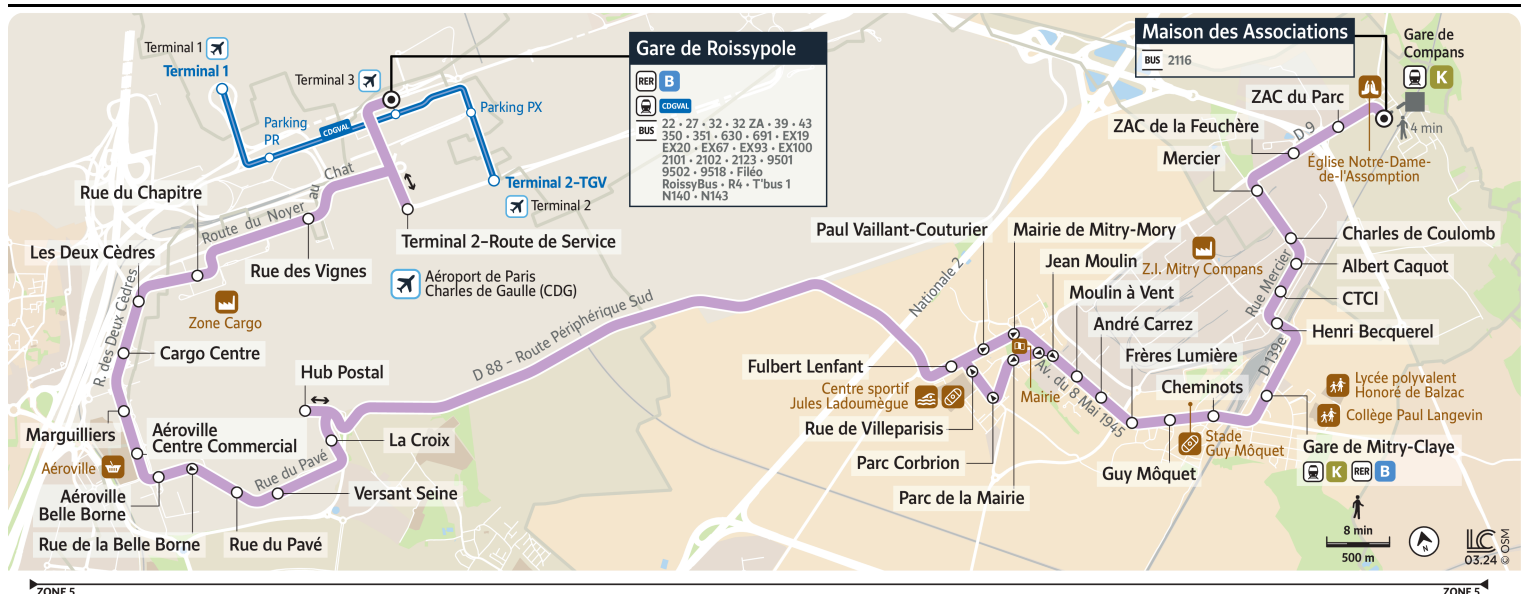 Terminal 1
Terminal 1
Terminal 3
Parking
PR
CDGVAL
Parking PX
Terminal 2–TGV
Terminal 2
Gare de Roissypole
RER B
CDGVAL
BUS
22 • 27 • 32 • 32 ZA • 39 • 43
350 • 351 • 630 • 691 • EX19
EX20 • EX67 • EX93 • EX100
2101 • 2102 • 2123 • 9501
9502 • 9518 • Filéo
RoissyBus • R4 • T'bus 1
N140 • N143
Maison des Associations
BUS 2116
Gare de
Compans
K
4 min
ZAC du Parc
D 9
ZAC de la Feuchère
Mercier
Église Notre-Dame-
de-l'Assomption
Rue du Chapitre
Route du Noyer au Chat
Les Deux Cèdres
Rue des Vignes
Terminal 2–Route de Service
Aéroport de Paris
Charles de Gaulle (CDG)
R. des Deux Cèdres
Zone Cargo
Cargo Centre
Hub Postal
D 88 – Route Périphérique Sud
Marguilliers
Aéroville
Centre Commercial
La Croix
Aéroville
Rue du Pavé
Aéroville
Belle Borne
Versant Seine
Rue de la Belle Borne
Rue du Pavé
Nationale 2
Paul Vaillant-Couturier
Mairie de Mitry-Mory
Jean Moulin
Moulin à Vent
André Carrez
Frères Lumière
Cheminots
Z.I. Mitry Compans
Charles de Coulomb
Albert Caquot
CTCI
Henri Becquerel
Rue Mercier
D 139e
Fulbert Lenfant
Centre sportif
Jules Ladoumègue
Rue de Villeparisis
Parc Corbrion
Parc de la Mairie
Mairie
Av. du 8 Mai 1945
Guy Môquet
Stade
Guy Môquet
Lycée polyvalent
Honoré de Balzac
Collège Paul Langevin
Gare de Mitry-Claye
K RER B
8 min
500 m
N
LC
03.24
© OSM
ZONE 5
ZONE 5